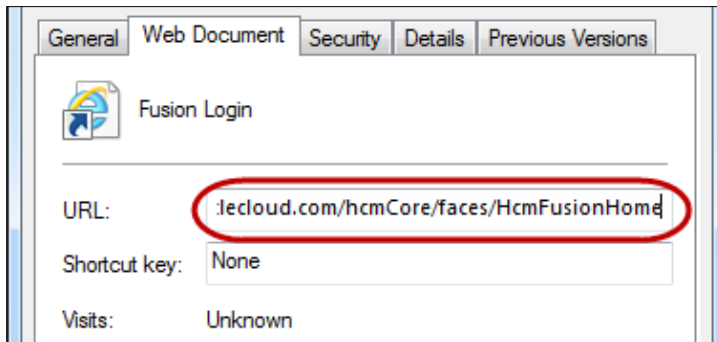 General Web Document Security Details Previous Versions
Fusion Login
URL: :lecloud.com/hcmCore/faces/HcmFusionHome
Shortcut key: None
Visits: Unknown